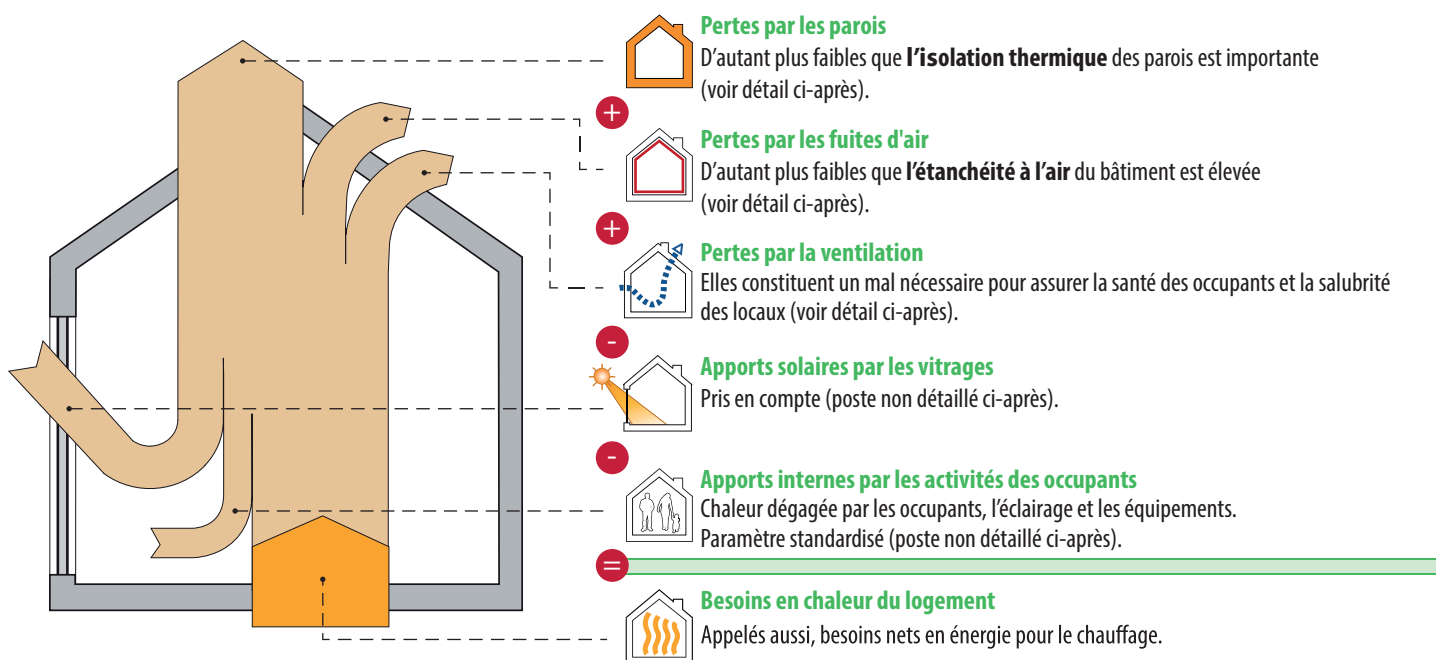 Pertes par les parois
D'autant plus faibles que l'isolation thermique des parois est importante
(voir détail ci-après).
+
Pertes par les fuites d'air
D'autant plus faibles que l'étanchéité à l'air du bâtiment est élevée
(voir détail ci-après).
+
Pertes par la ventilation
Elles constituent un mal nécessaire pour assurer la santé des occupants et la salubrité
des locaux (voir détail ci-après).
-
Apports solaires par les vitrages
Pris en compte (poste non détaillé ci-après).
-
Apports internes par les activités des occupants
Chaleur dégagée par les occupants, l'éclairage et les équipements.
Paramètre standardisé (poste non détaillé ci-après).
=
Besoins en chaleur du logement
Appelés aussi, besoins nets en énergie pour le chauffage.